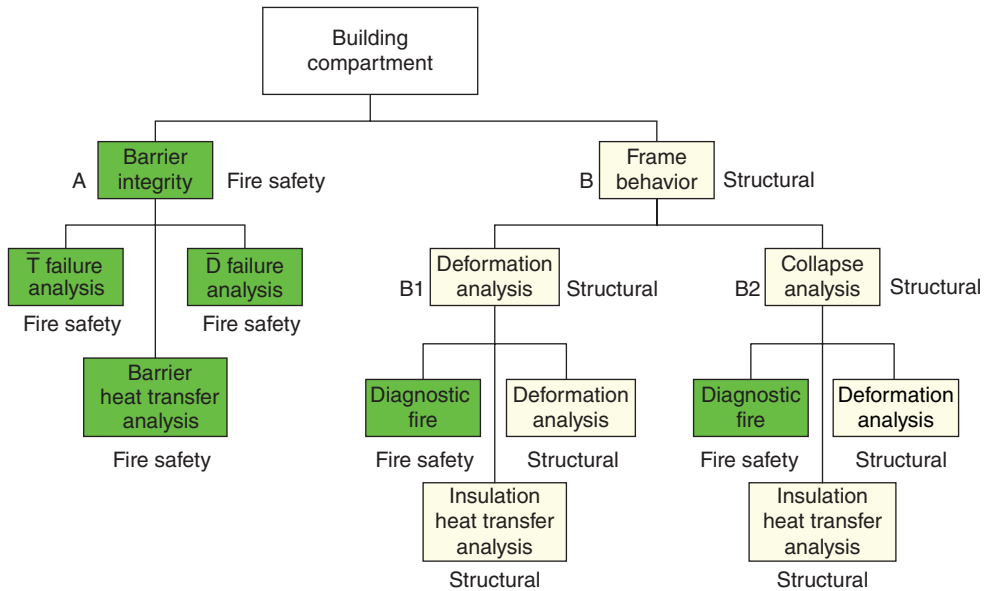 Building
compartment
A
Barrier
integrity
Fire safety
B
Frame
behavior
Structural
T̅ failure
analysis
Fire safety
D̅ failure
analysis
Fire safety
Barrier
heat transfer
analysis
Fire safety
B1
Deformation
analysis
Structural
B2
Collapse
analysis
Structural
Diagnostic
fire
Fire safety
Deformation
analysis
Structural
Insulation
heat transfer
analysis
Structural
Diagnostic
fire
Fire safety
Deformation
analysis
Structural
Insulation
heat transfer
analysis
Structural